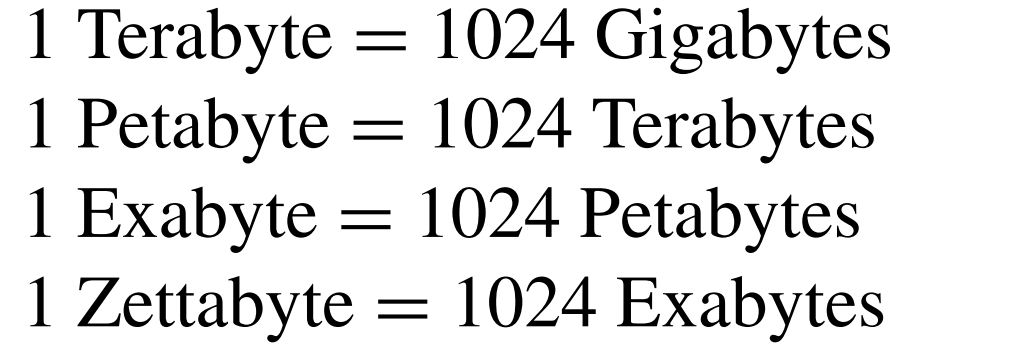 1 Terabyte = 1024 Gigabytes
1 Petabyte = 1024 Terabytes
1 Exabyte = 1024 Petabytes
1 Zettabyte = 1024 Exabytes